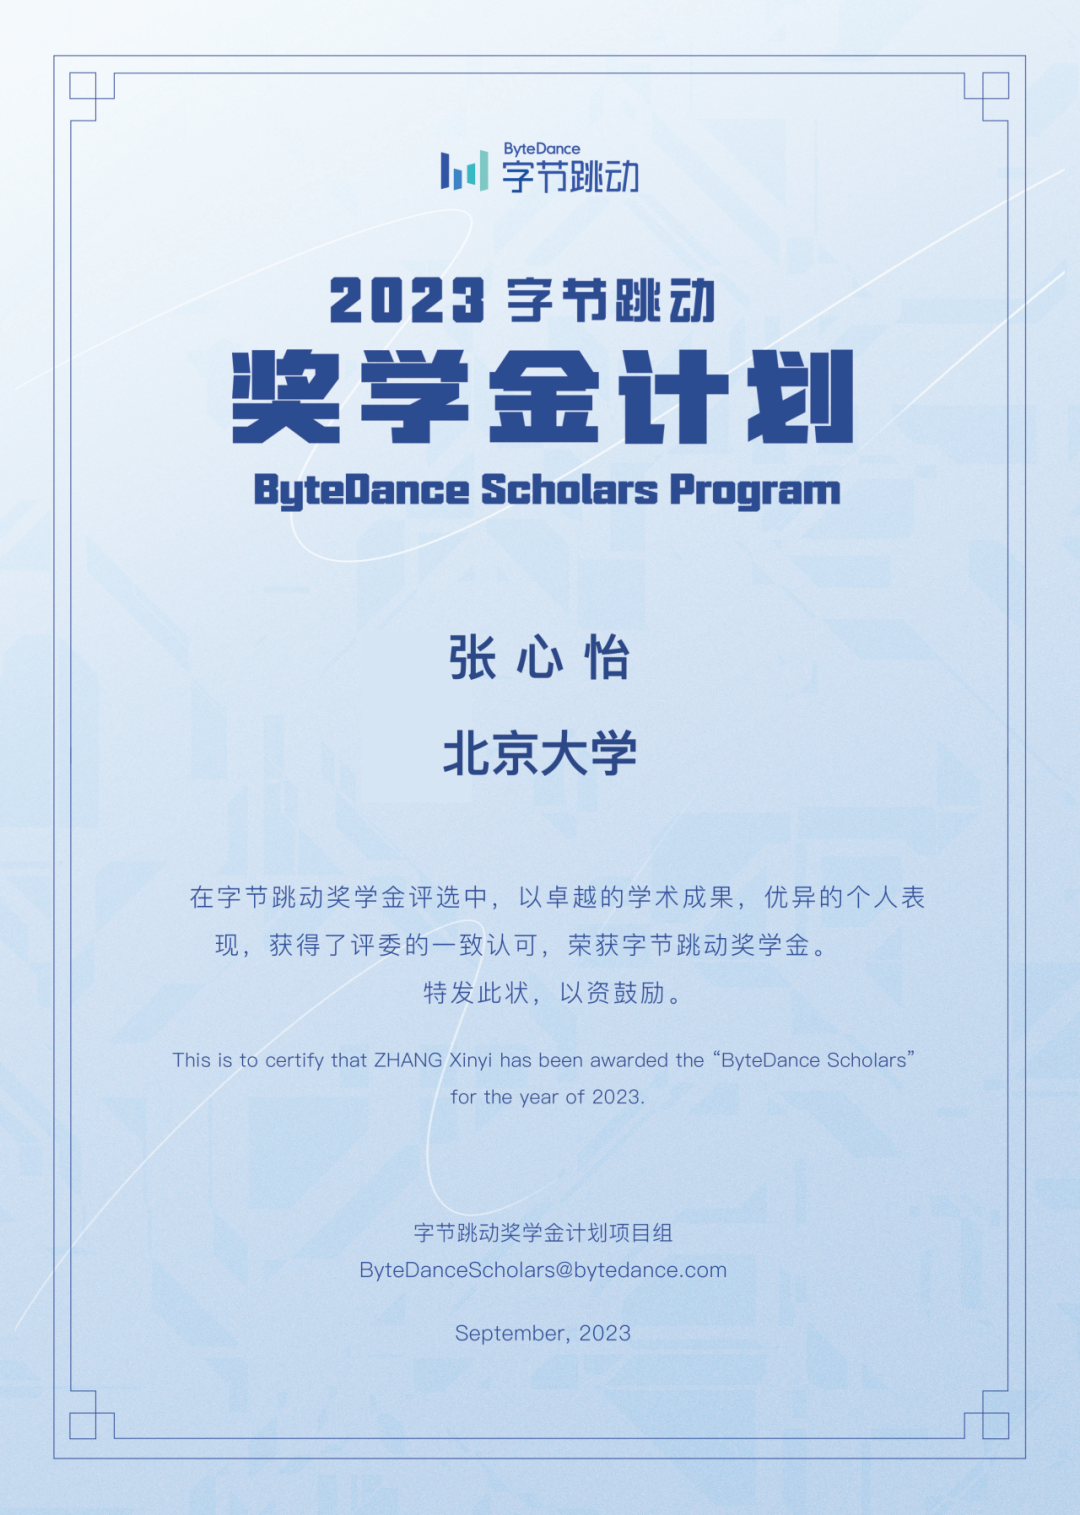 ByteDance
字节跳动
2023 字节跳动
奖学金计划
ByteDance Scholars Program
张心怡
北京大学
在字节跳动奖学金评选中，以卓越的学术成果，优异的个人表
现，获得了评委的一致认可，荣获字节跳动奖学金。
特发此状，以资鼓励。
This is to certify that ZHANG Xinyi has been awarded the “ByteDance Scholars”
for the year of 2023.
字节跳动奖学金计划项目组
ByteDanceScholars@bytedance.com
September, 2023